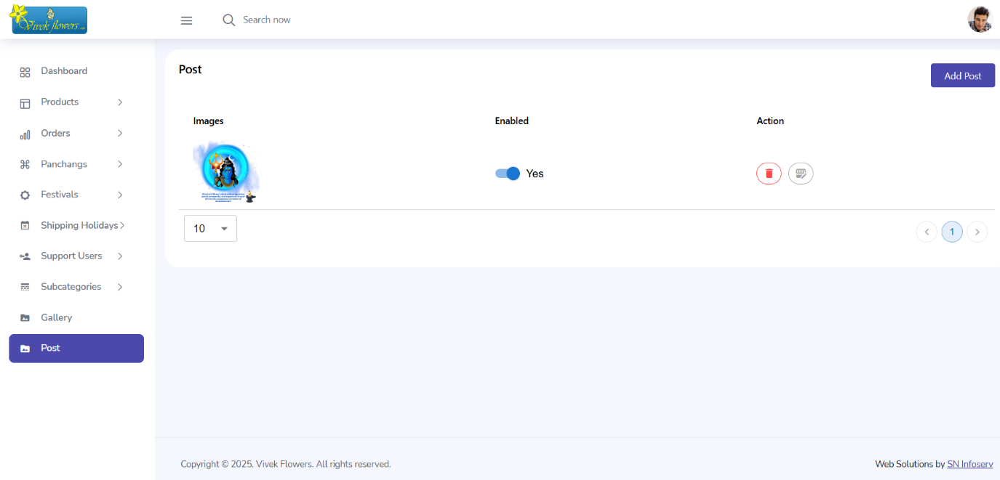 Vivek flowers.com
Search now
Dashboard
Products
Orders
Panchangs
Festivals
Shipping Holidays
Support Users
Subcategories
Gallery
Post
Post
Add Post
Images
Enabled
Action
Yes
10
1
Copyright © 2025. Vivek Flowers. All rights reserved.
Web Solutions by SN Infoserv